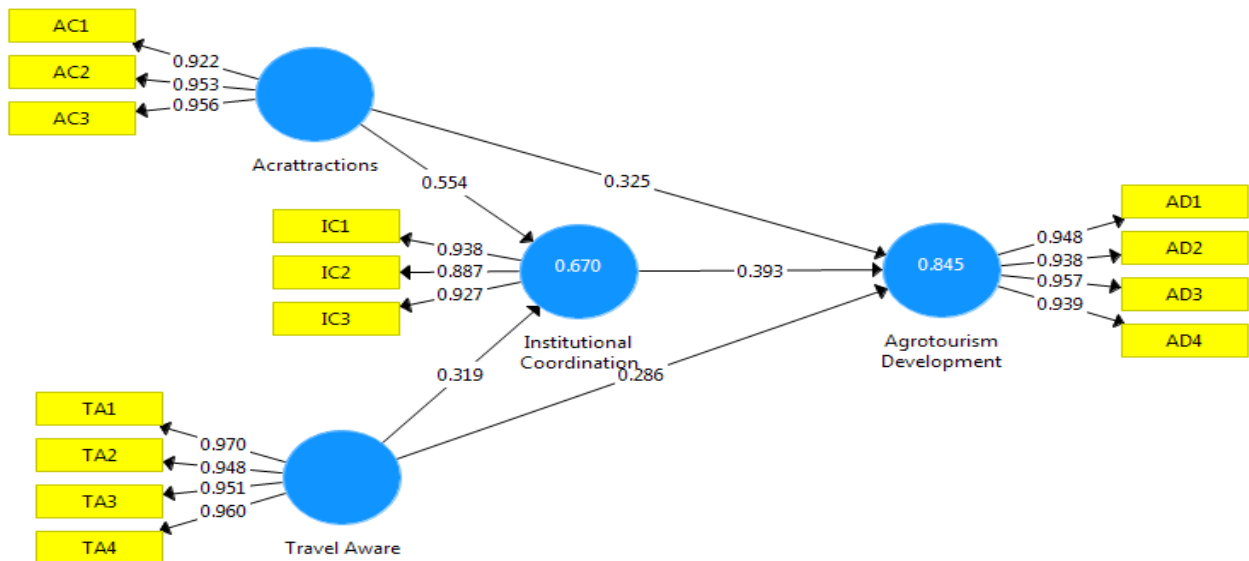 AC1
AC2
AC3
0.922
0.953
0.956
Acrattractions
0.554
0.325
IC1
IC2
IC3
0.938
0.887
0.927
0.670
Institutional
Coordination
0.393
0.845
Agrotourism
Development
0.948
0.938
0.957
0.939
AD1
AD2
AD3
AD4
0.319
0.286
TA1
TA2
TA3
TA4
0.970
0.948
0.951
0.960
Travel Aware